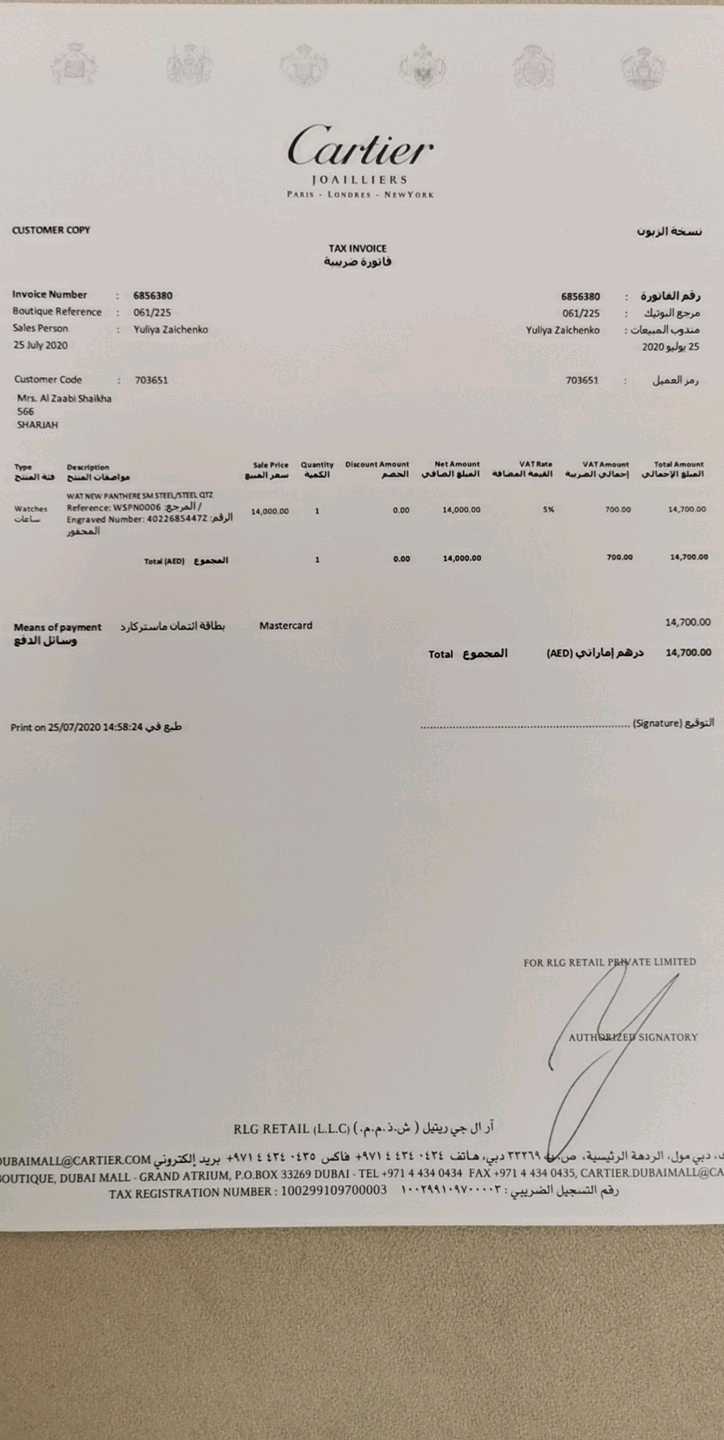 Cartier
JOAILLIERS
PARIS - LONDRES - NEWYORK
CUSTOMER COPY نسخة الزبون
TAX INVOICE
فاتورة ضريبية
Invoice Number : 6856380 6856380 : رقم الفاتورة
Boutique Reference : 061/225 061/225 : مرجع البوتيك
Sales Person : Yuliya Zaichenko Yuliya Zaichenko : مندوب المبيعات
25 July 2020 25 يوليو 2020
Customer Code : 703651 703651 : رمز العميل
Mrs. Al Zaabi Shaikha
566
SHARJAH
Type Description Sale Price Quantity Discount Amount Net Amount VAT Rate VAT Amount Total Amount
فئة المنتج مواصفات المنتج سعر المبيع الكمية الخصم المبلغ الصافي القيمة المضافة إجمالي الضريبة المبلغ الإجمالي
WAT NEW PANTHERE SM STEEL/STEEL QTZ
Watches Reference: WSPN0006 :المرجع / 14,000.00 1 0.00 14,000.00 5% 700.00 14,700.00
ساعات Engraved Number: 402268544​7Z :الرقم
المحفور
Total (AED) المجموع 1 0.00 14,000.00 700.00 14,700.00
Means of payment بطاقة ائتمان ماستركارد Mastercard 14,700.00
وسائل الدفع
Total المجموع (AED) درهم إماراتي 14,700.00
Print on 25/07/2020 14:58:24 طبع في
(Signature) التوقيع
FOR RLG RETAIL PRIVATE LIMITED
AUTHORIZED SIGNATORY
RLG RETAIL (L.L.C) آر ال جي ريتيل ( ش.ذ.م.م.)
دبي مول، الردهة الرئيسية، ٣٣٢٦٩ دبي، هاتف ٠٤٣٤ ٤٣٤ ٤ ٩٧١+ فاكس ٠٤٣٥ ٤٣٤ ٤ ٩٧١+ بريد إلكتروني DUBAIMALL@CARTIER.COM
BOUTIQUE, DUBAI MALL - GRAND ATRIUM, P.O.BOX 33269 DUBAI - TEL +971 4 434 0434 FAX +971 4 434 0435, CARTIER.DUBAIMALL@CA
TAX REGISTRATION NUMBER : 100299109700003 رقم التسجيل الضريبي : ١٠٠٢٩٩١٠٩٧٠٠٠٠٣